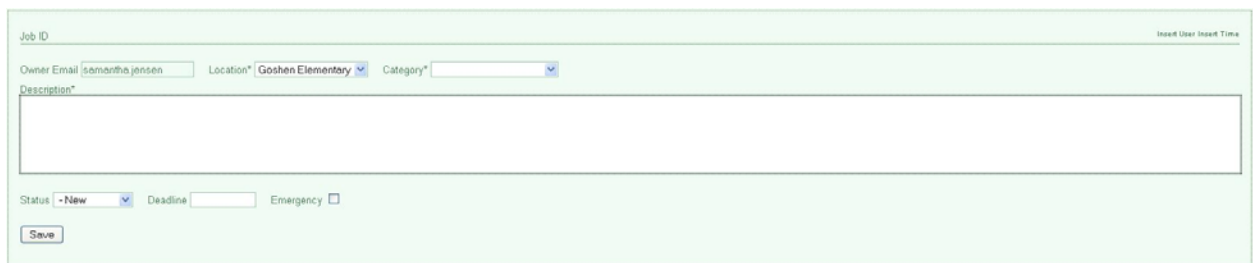 Job ID Insert User Insert Time
Owner Email samantha.jensen Location* Goshen Elementary Category*
Description*
Status - New Deadline Emergency
Save